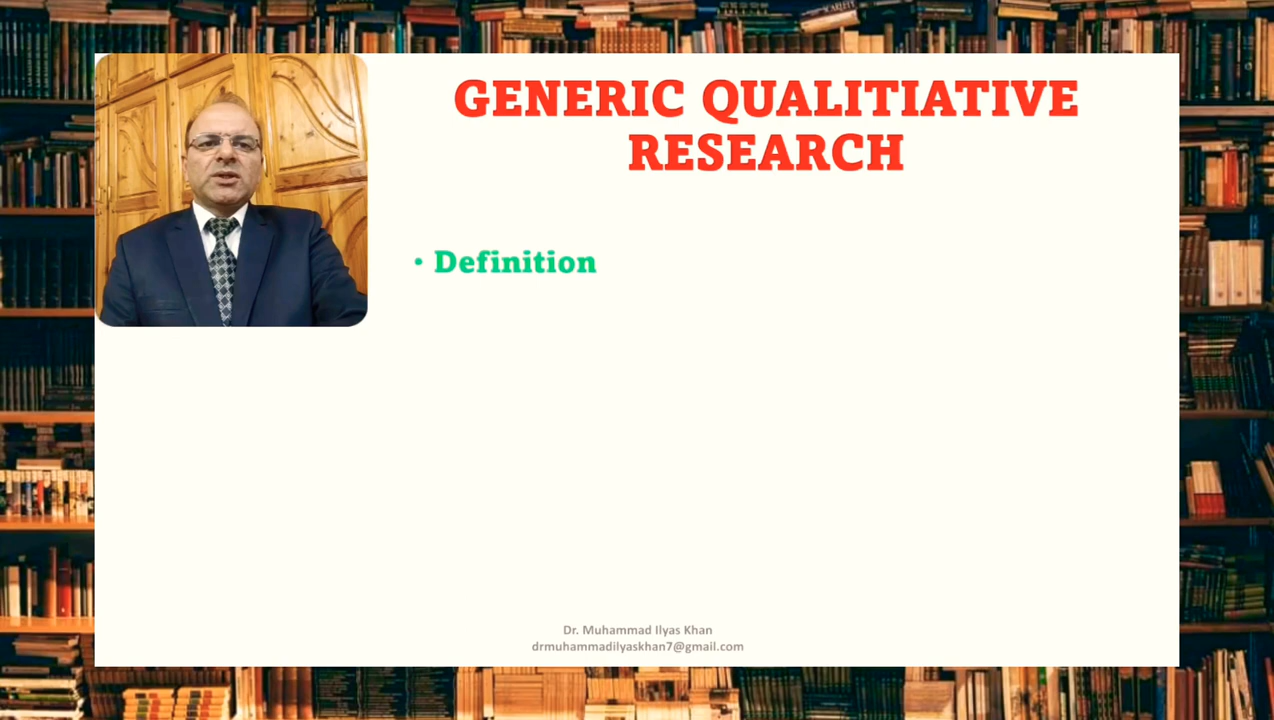 GENERIC QUALITIATIVE
RESEARCH
• Definition
Dr. Muhammad Ilyas Khan
drmuhammadilyaskhan7@gmail.com